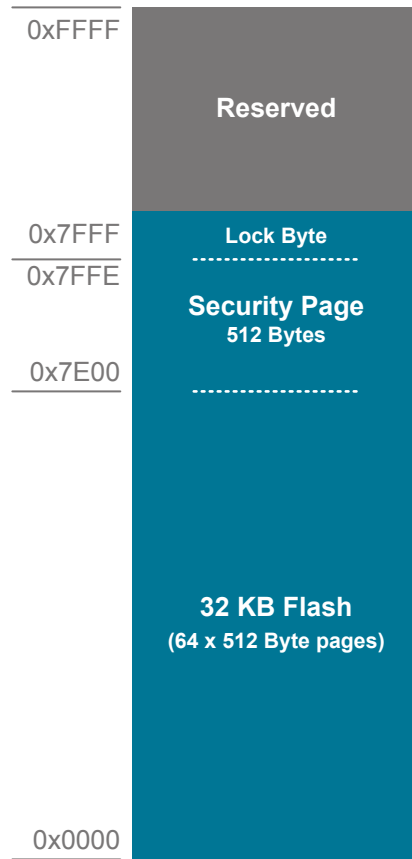 0xFFFF
Reserved
0x7FFF
Lock Byte
0x7FFE
Security Page
512 Bytes
0x7E00
32 KB Flash
(64 x 512 Byte pages)
0x0000